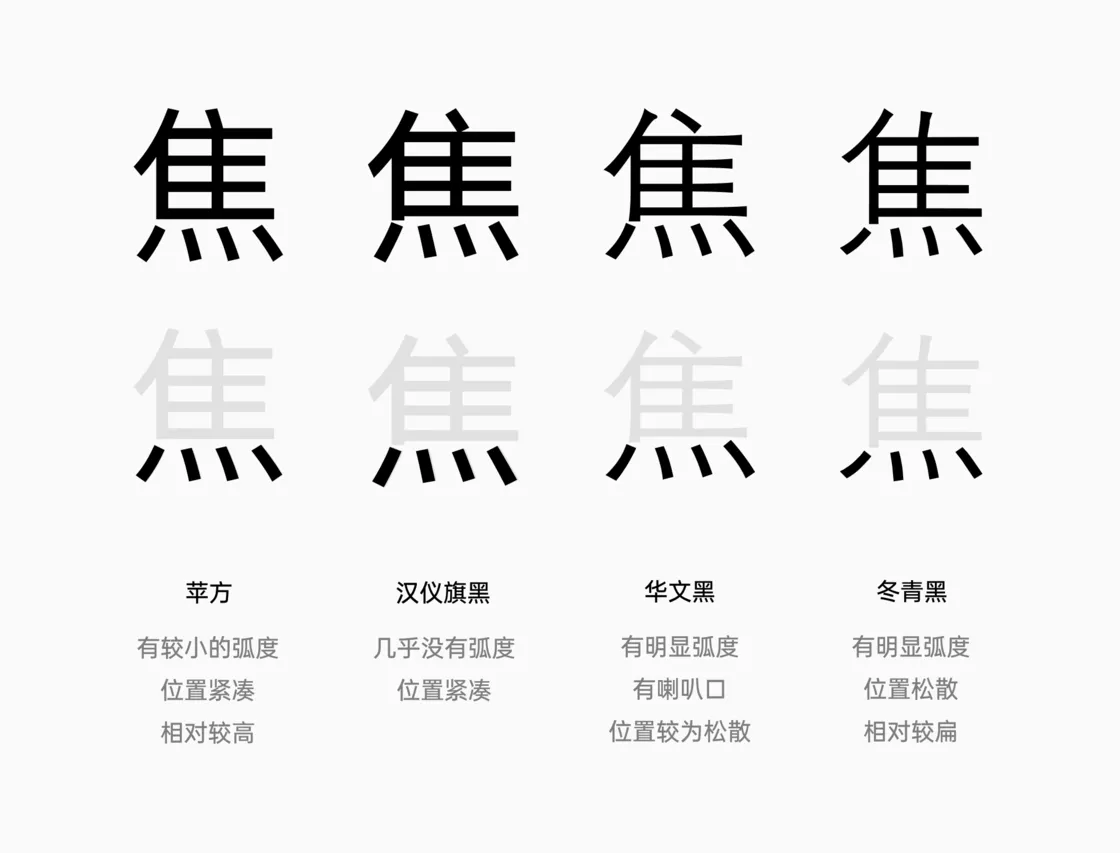 焦 焦 焦 焦
焦 焦 焦 焦
苹方 汉仪旗黑 华文黑 冬青黑
有较小的弧度 几乎没有弧度 有明显弧度 有明显弧度
位置紧凑 位置紧凑 有喇叭口 位置松散
相对较高 位置较为松散 相对较扁